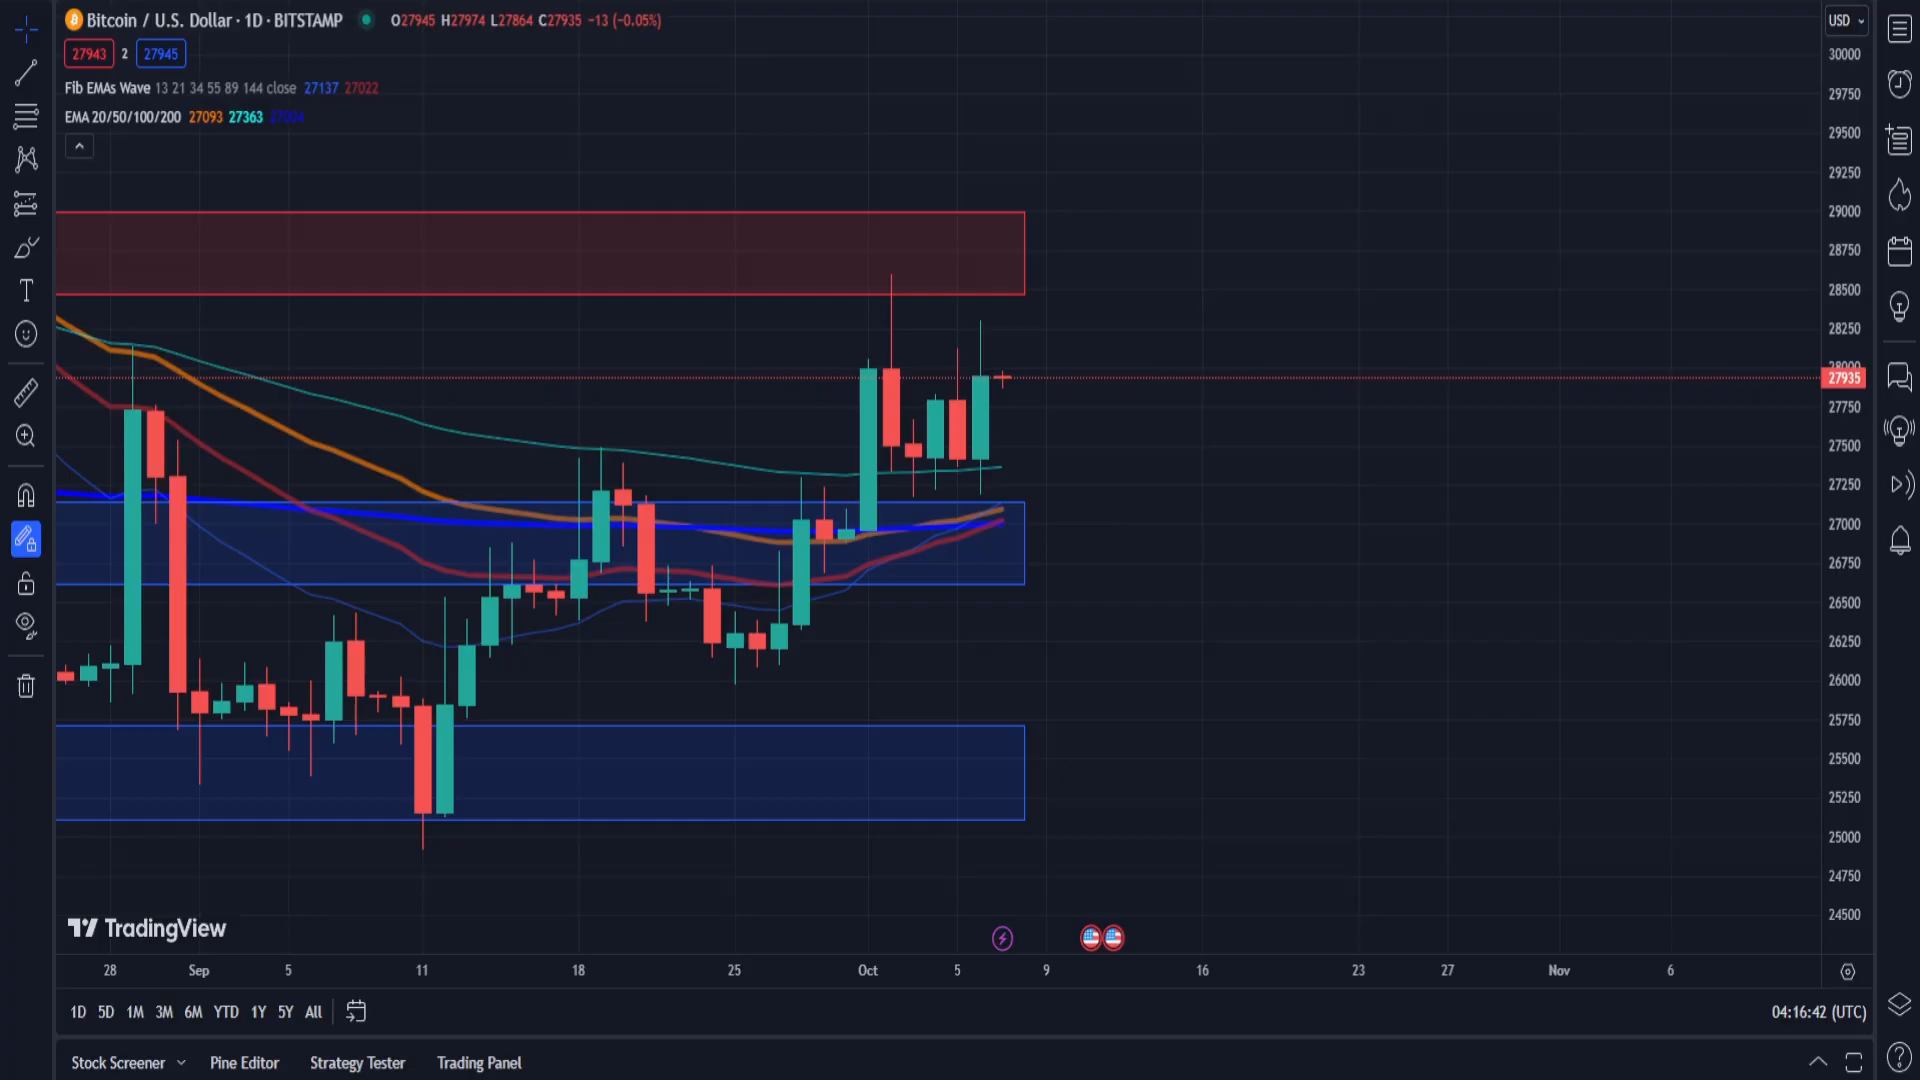 Bitcoin / U.S. Dollar · 1D · BITSTAMP O27945 H27974 L27864 C27935 −13 (−0.05%)
27943 2 27945
Fib EMAs Wave 13 21 34 55 89 144 close 27137 27022
EMA 20/50/100/200 27093 27363 27004
USD
30000
29750
29500
29250
29000
28750
28500
28250
28000
27935
27750
27500
27250
27000
26750
26500
26250
26000
25750
25500
25250
25000
24750
24500
TradingView
28 Sep 5 11 18 25 Oct 5 9 16 23 27 Nov 6
1D 5D 1M 3M 6M YTD 1Y 5Y All 04:16:42 (UTC)
Stock Screener Pine Editor Strategy Tester Trading Panel